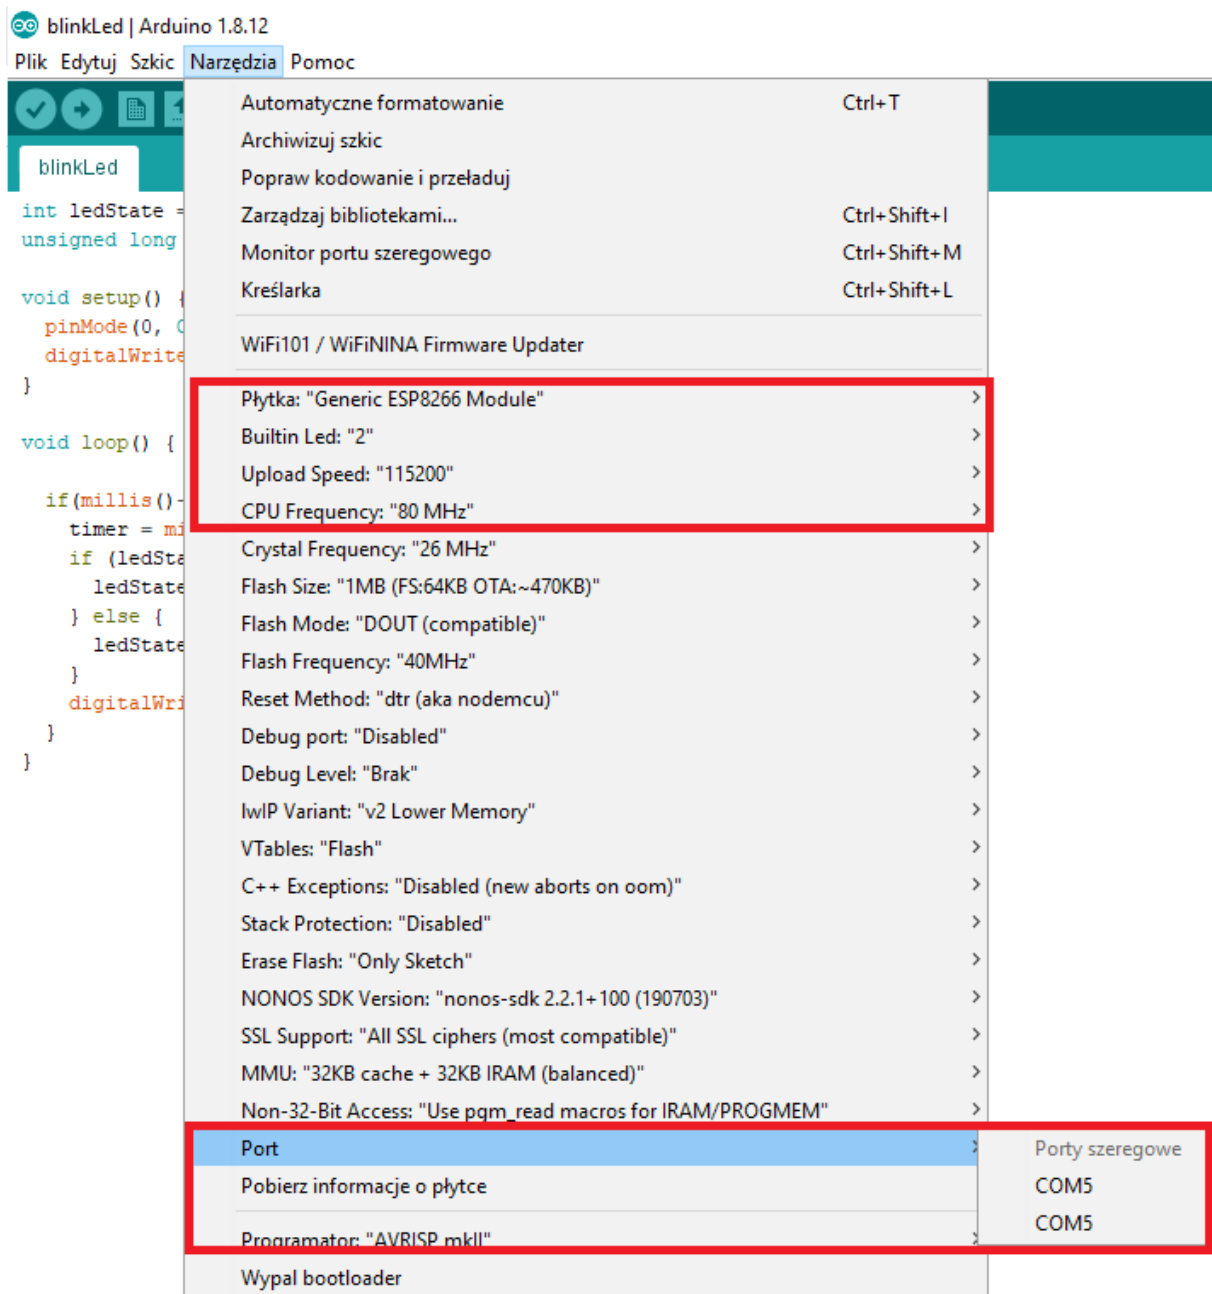 blinkLed | Arduino 1.8.12
Plik Edytuj Szkic Narzędzia Pomoc
Automatyczne formatowanie Ctrl+T
Archiwizuj szkic
Popraw kodowanie i przeładuj
Zarządzaj bibliotekami... Ctrl+Shift+I
Monitor portu szeregowego Ctrl+Shift+M
Kreślarka Ctrl+Shift+L
WiFi101 / WiFiNINA Firmware Updater
Płytka: "Generic ESP8266 Module"
Builtin Led: "2"
Upload Speed: "115200"
CPU Frequency: "80 MHz"
Crystal Frequency: "26 MHz"
Flash Size: "1MB (FS:64KB OTA:~470KB)"
Flash Mode: "DOUT (compatible)"
Flash Frequency: "40MHz"
Reset Method: "dtr (aka nodemcu)"
Debug port: "Disabled"
Debug Level: "Brak"
lwIP Variant: "v2 Lower Memory"
VTables: "Flash"
C++ Exceptions: "Disabled (new aborts on oom)"
Stack Protection: "Disabled"
Erase Flash: "Only Sketch"
NONOS SDK Version: "nonos-sdk 2.2.1+100 (190703)"
SSL Support: "All SSL ciphers (most compatible)"
MMU: "32KB cache + 32KB IRAM (balanced)"
Non-32-Bit Access: "Use pgm_read macros for IRAM/PROGMEM"
Port
Pobierz informacje o płytce
Programator: "AVRISP mkII"
Wypal bootloader
Porty szeregowe
COM5
COM5
blinkLed
int ledState =
unsigned long
void setup() {
pinMode(0,
digitalWrite
}
void loop() {
if(millis()-
timer = mi
if (ledSta
ledState
} else {
ledState
}
digitalWri
}
}